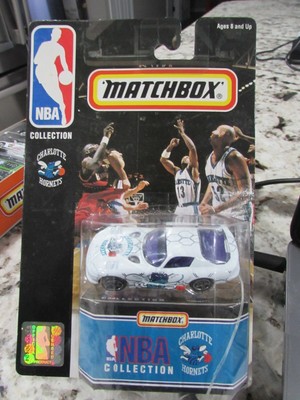 Ages 8 and Up
MATCHBOX
NBA
COLLECTION
CHARLOTTE
HORNETS
MATCHBOX
NBA
COLLECTION
CHARLOTTE
HORNETS